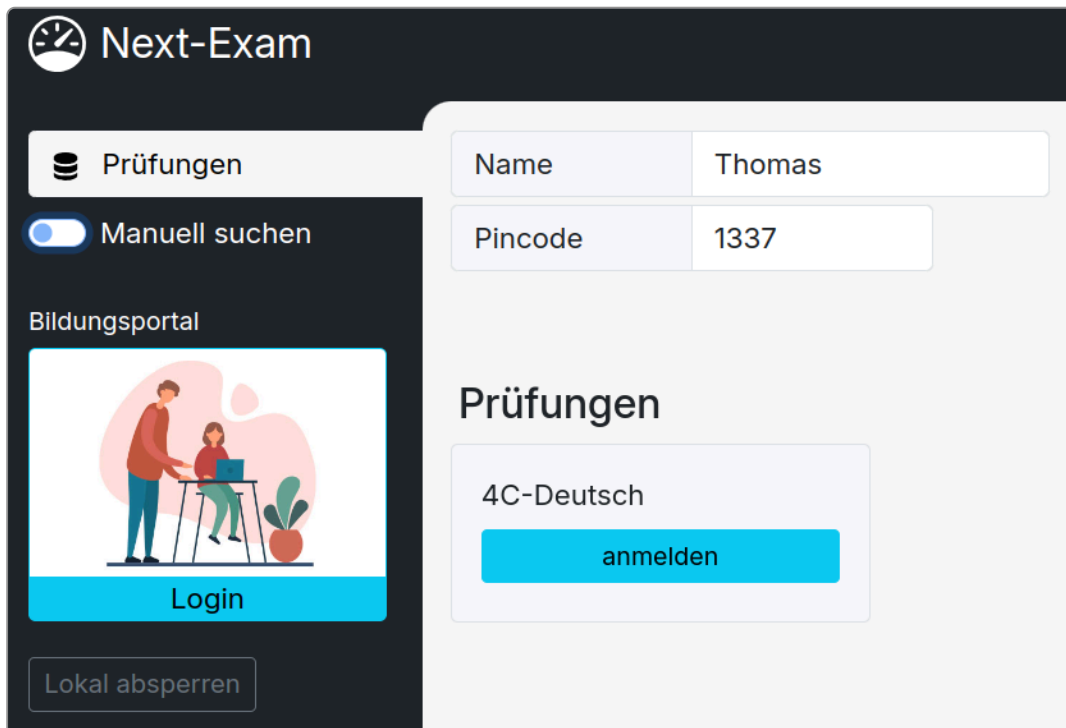 Next-Exam
Prüfungen
Manuell suchen
Bildungsportal
Login
Lokal absperren
Name Thomas
Pincode 1337
Prüfungen
4C-Deutsch
anmelden